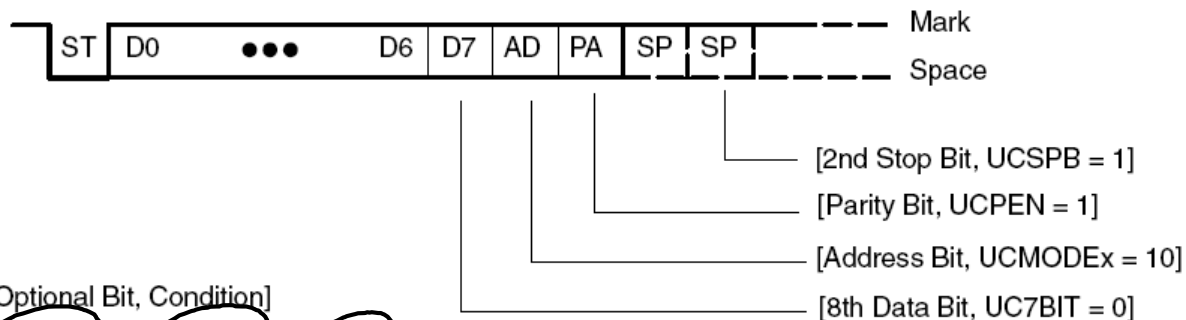 ST D0 ●●● D6 D7 AD PA SP SP Mark
Space
[2nd Stop Bit, UCSPB = 1]
[Parity Bit, UCPEN = 1]
[Address Bit, UCMODEx = 10]
Optional Bit, Condition]
[8th Data Bit, UC7BIT = 0]